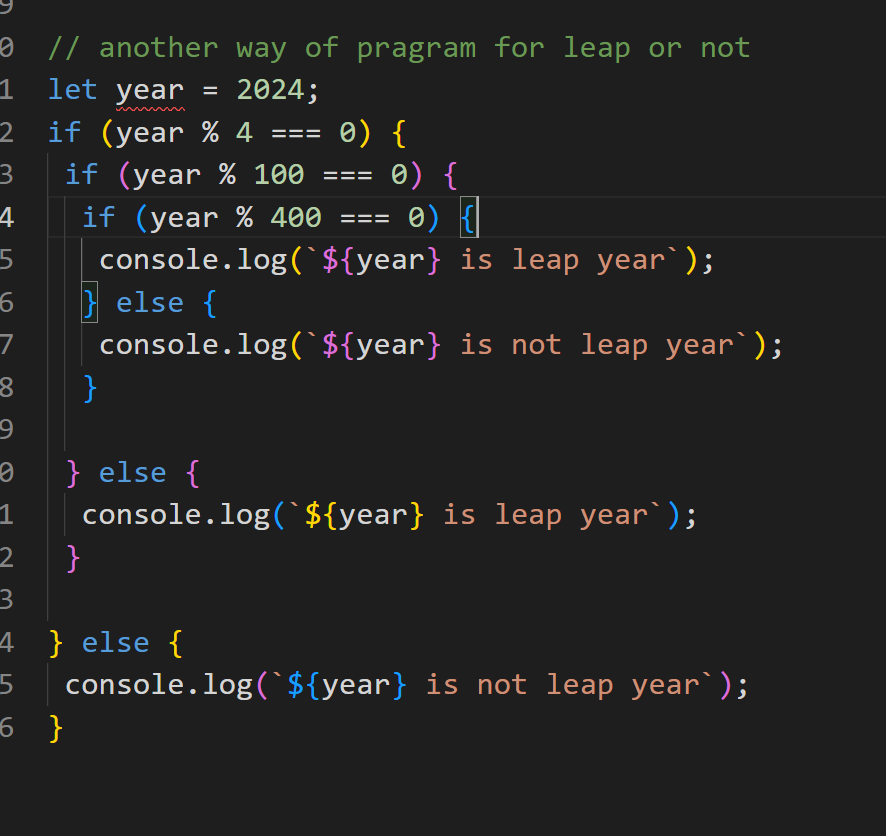 9
0 // another way of pragram for leap or not
1 let year = 2024;
2 if (year % 4 === 0) {
3 if (year % 100 === 0) {
4 if (year % 400 === 0) {
5 console.log(`${year} is leap year`);
6 } else {
7 console.log(`${year} is not leap year`);
8 }
9
0 } else {
1 console.log(`${year} is leap year`);
2 }
3
4 } else {
5 console.log(`${year} is not leap year`);
6 }